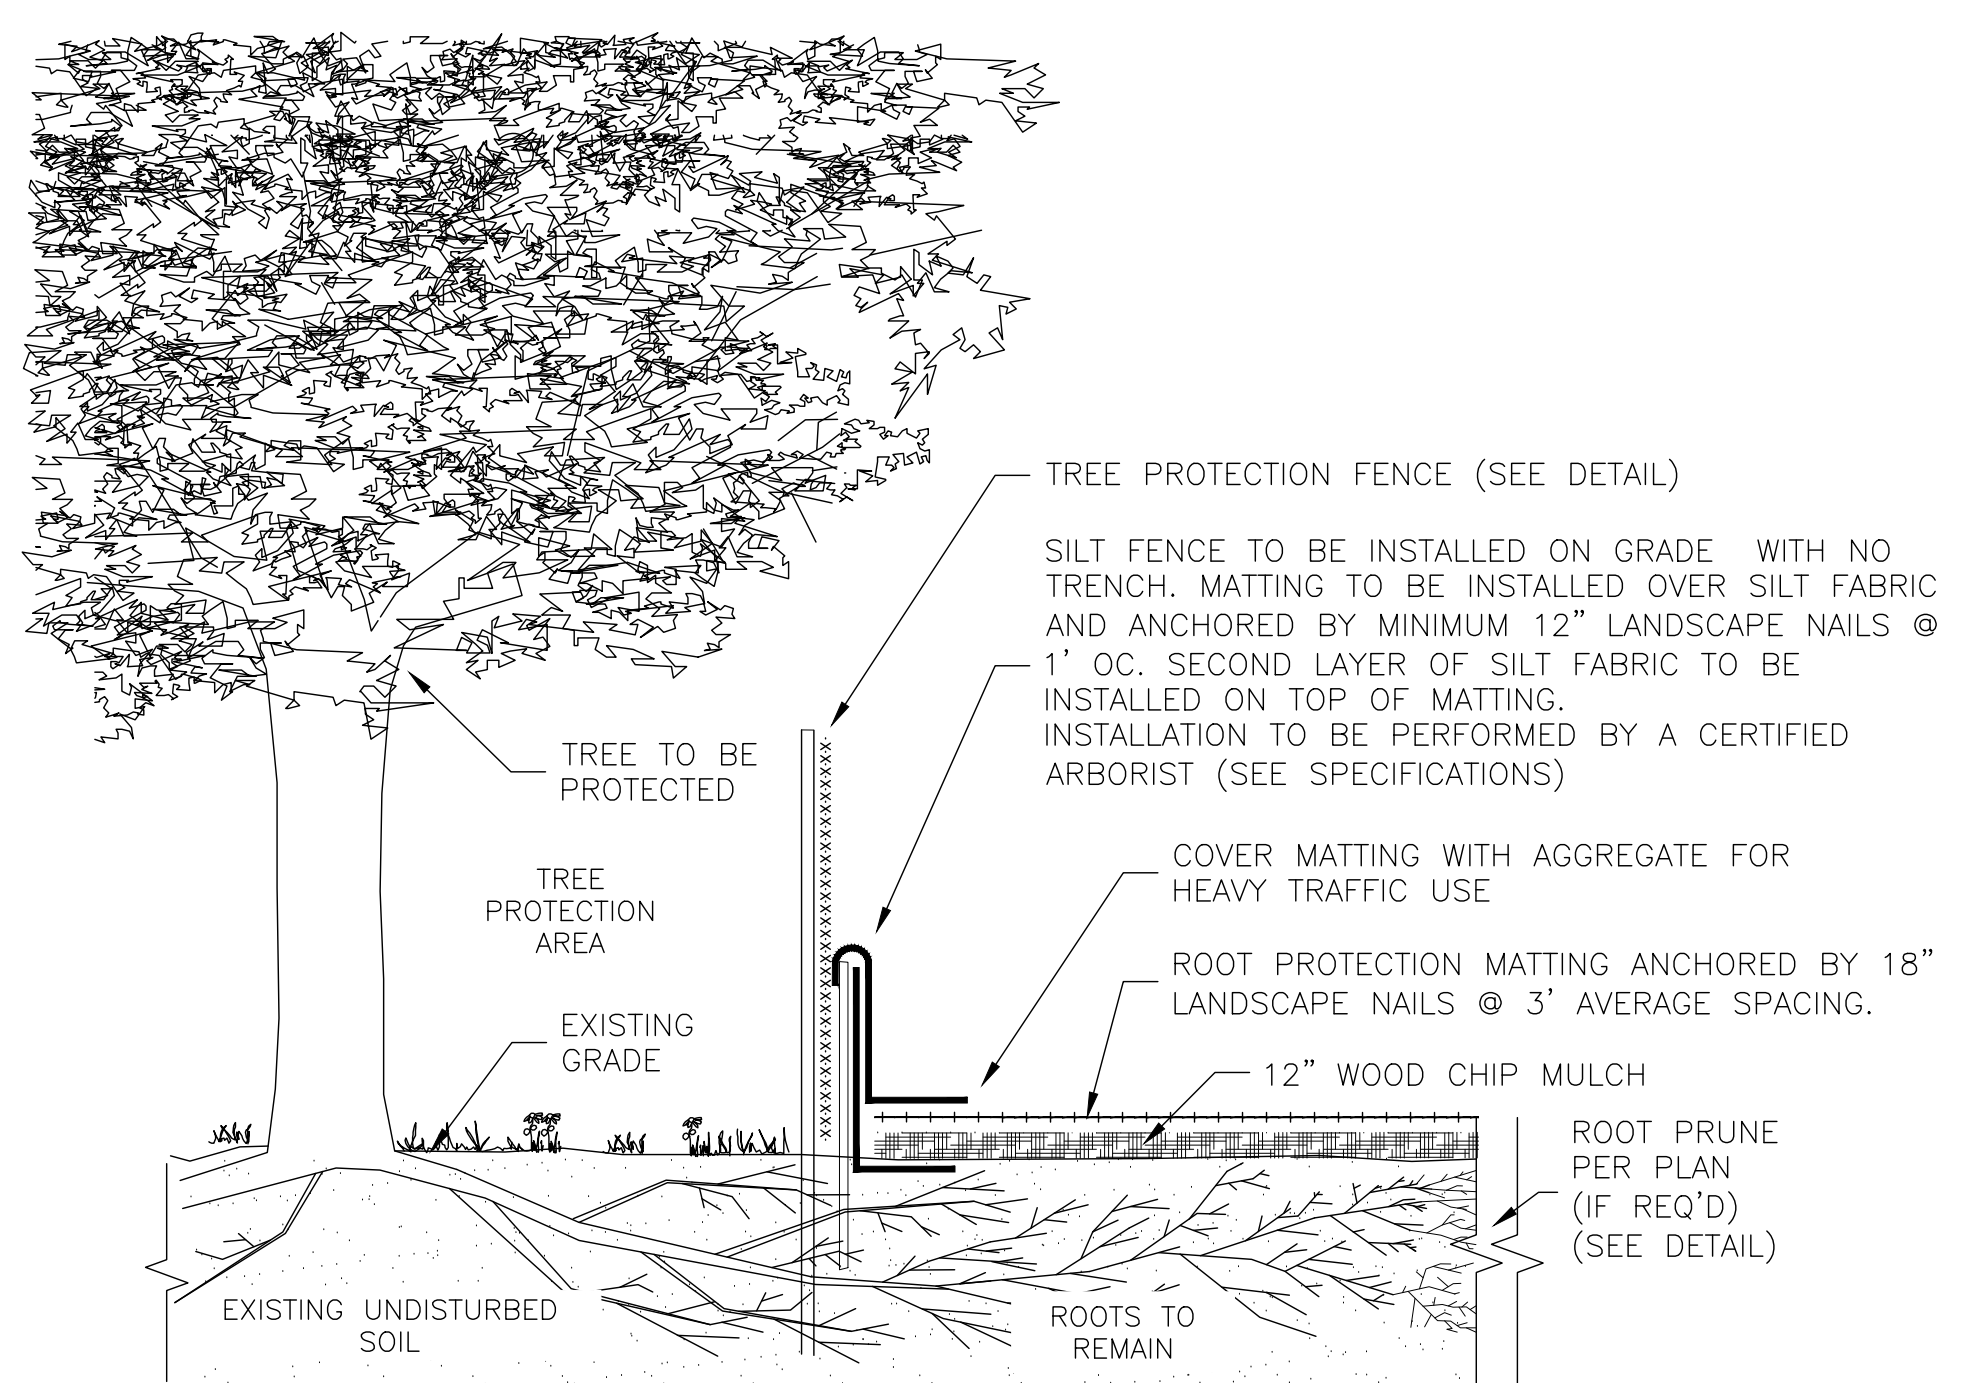 TREE PROTECTION FENCE (SEE DETAIL)
SILT FENCE TO BE INSTALLED ON GRADE WITH NO
TRENCH. MATTING TO BE INSTALLED OVER SILT FABRIC
AND ANCHORED BY MINIMUM 12” LANDSCAPE NAILS @
1’ OC. SECOND LAYER OF SILT FABRIC TO BE
INSTALLED ON TOP OF MATTING.
INSTALLATION TO BE PERFORMED BY A CERTIFIED
ARBORIST (SEE SPECIFICATIONS)
TREE TO BE
PROTECTED
COVER MATTING WITH AGGREGATE FOR
HEAVY TRAFFIC USE
TREE
PROTECTION
AREA
ROOT PROTECTION MATTING ANCHORED BY 18”
LANDSCAPE NAILS @ 3’ AVERAGE SPACING.
EXISTING
GRADE
12” WOOD CHIP MULCH
ROOT PRUNE
PER PLAN
(IF REQ’D)
(SEE DETAIL)
EXISTING UNDISTURBED
SOIL
ROOTS TO
REMAIN